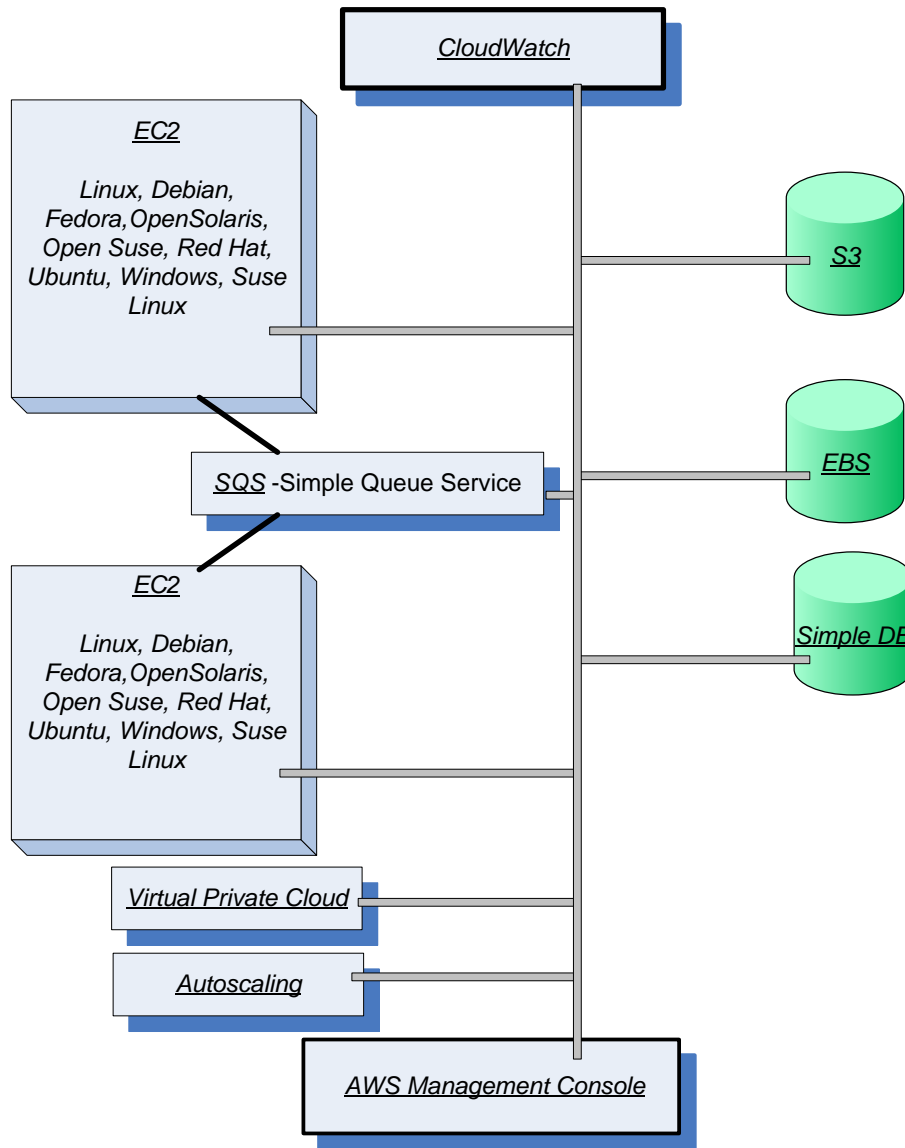 CloudWatch
EC2
Linux, Debian,
Fedora,OpenSolaris,
Open Suse, Red Hat,
Ubuntu, Windows, Suse
Linux
S3
SQS -Simple Queue Service
EBS
EC2
Linux, Debian,
Fedora,OpenSolaris,
Open Suse, Red Hat,
Ubuntu, Windows, Suse
Linux
Simple DB
Virtual Private Cloud
Autoscaling
AWS Management Console